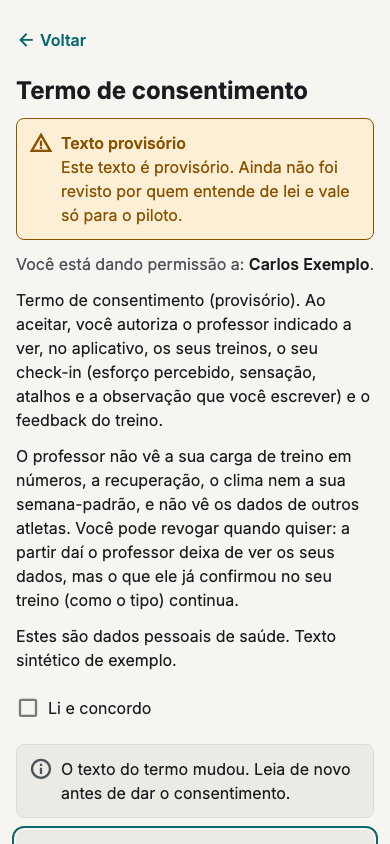 Voltar
Termo de consentimento
Texto provisório
Este texto é provisório. Ainda não foi
revisto por quem entende de lei e vale
só para o piloto.
Você está dando permissão a: Carlos Exemplo.
Termo de consentimento (provisório). Ao
aceitar, você autoriza o professor indicado a
ver, no aplicativo, os seus treinos, o seu
check-in (esforço percebido, sensação,
atalhos e a observação que você escrever) e o
feedback do treino.
O professor não vê a sua carga de treino em
números, a recuperação, o clima nem a sua
semana-padrão, e não vê os dados de outros
atletas. Você pode revogar quando quiser: a
partir daí o professor deixa de ver os seus
dados, mas o que ele já confirmou no seu
treino (como o tipo) continua.
Estes são dados pessoais de saúde. Texto
sintético de exemplo.
Li e concordo
O texto do termo mudou. Leia de novo
antes de dar o consentimento.